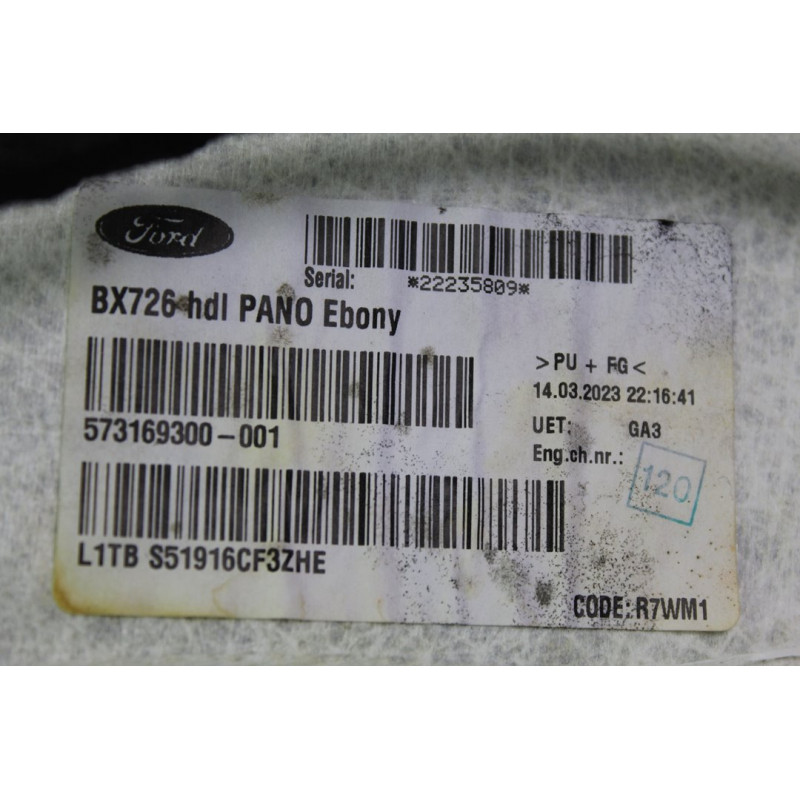 Ford
Serial: *22235809*
BX726 hdl PANO Ebony
573169300-001
L1TB S51916CF3ZHE
>PU + FG<
14.03.2023 22:16:41
UET: GA3
Eng.ch.nr.:
120
CODE: R7WM1